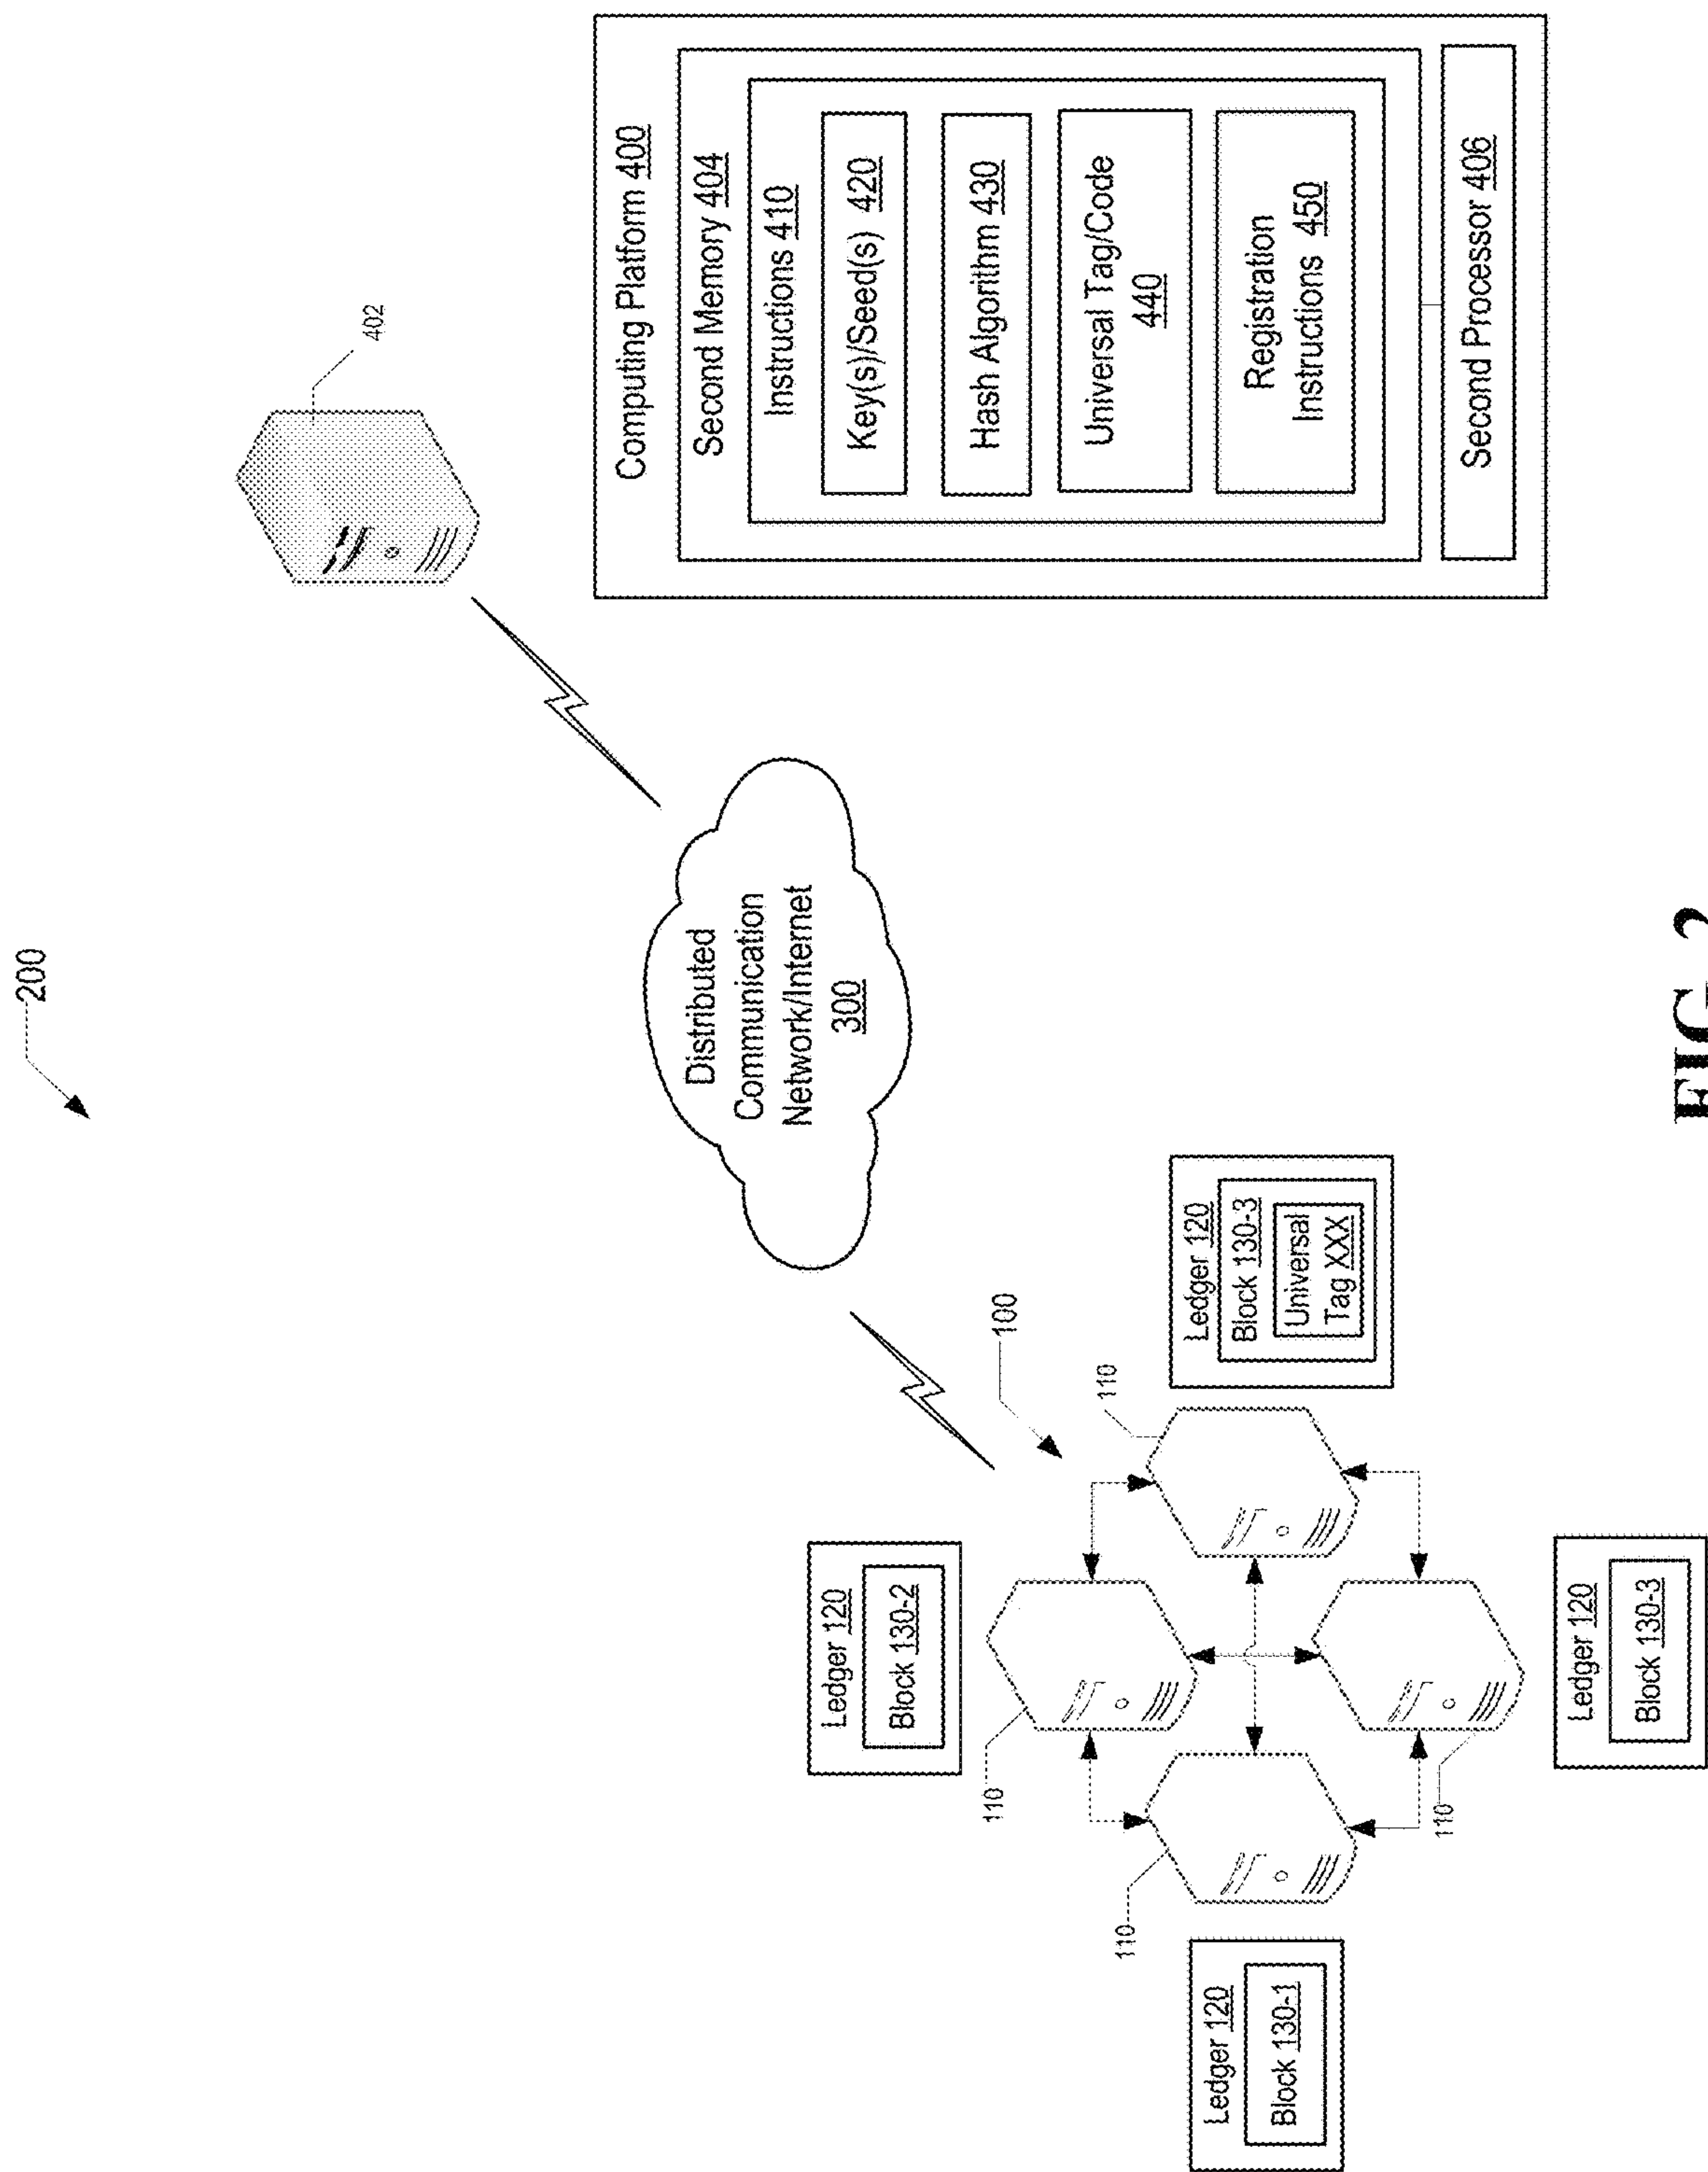 200
402
Computing Platform 400
Second Memory 404
Instructions 410
Key(s)/Seed(s) 420
Hash Algorithm 430
Universal Tag/Code
440
Registration
Instructions 450
Second Processor 406
Distributed
Communication
Network/Internet
300
100
Ledger 120
Block 130-2
110
110
110
110
Ledger 120
Block 130-3
Universal
Tag XXX
Ledger 120
Block 130-1
Ledger 120
Block 130-3
FIG. 2